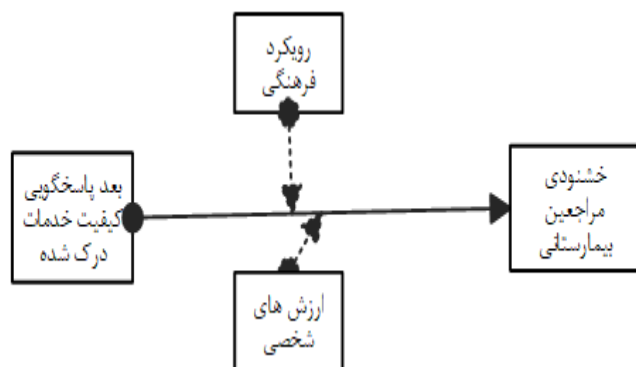 رویکرد
فرهنگی
بعد پاسخگویی
کیفیت خدمات
درک شده
خشنودی
مراجعین
بیمارستانی
ارزش های
شخصی